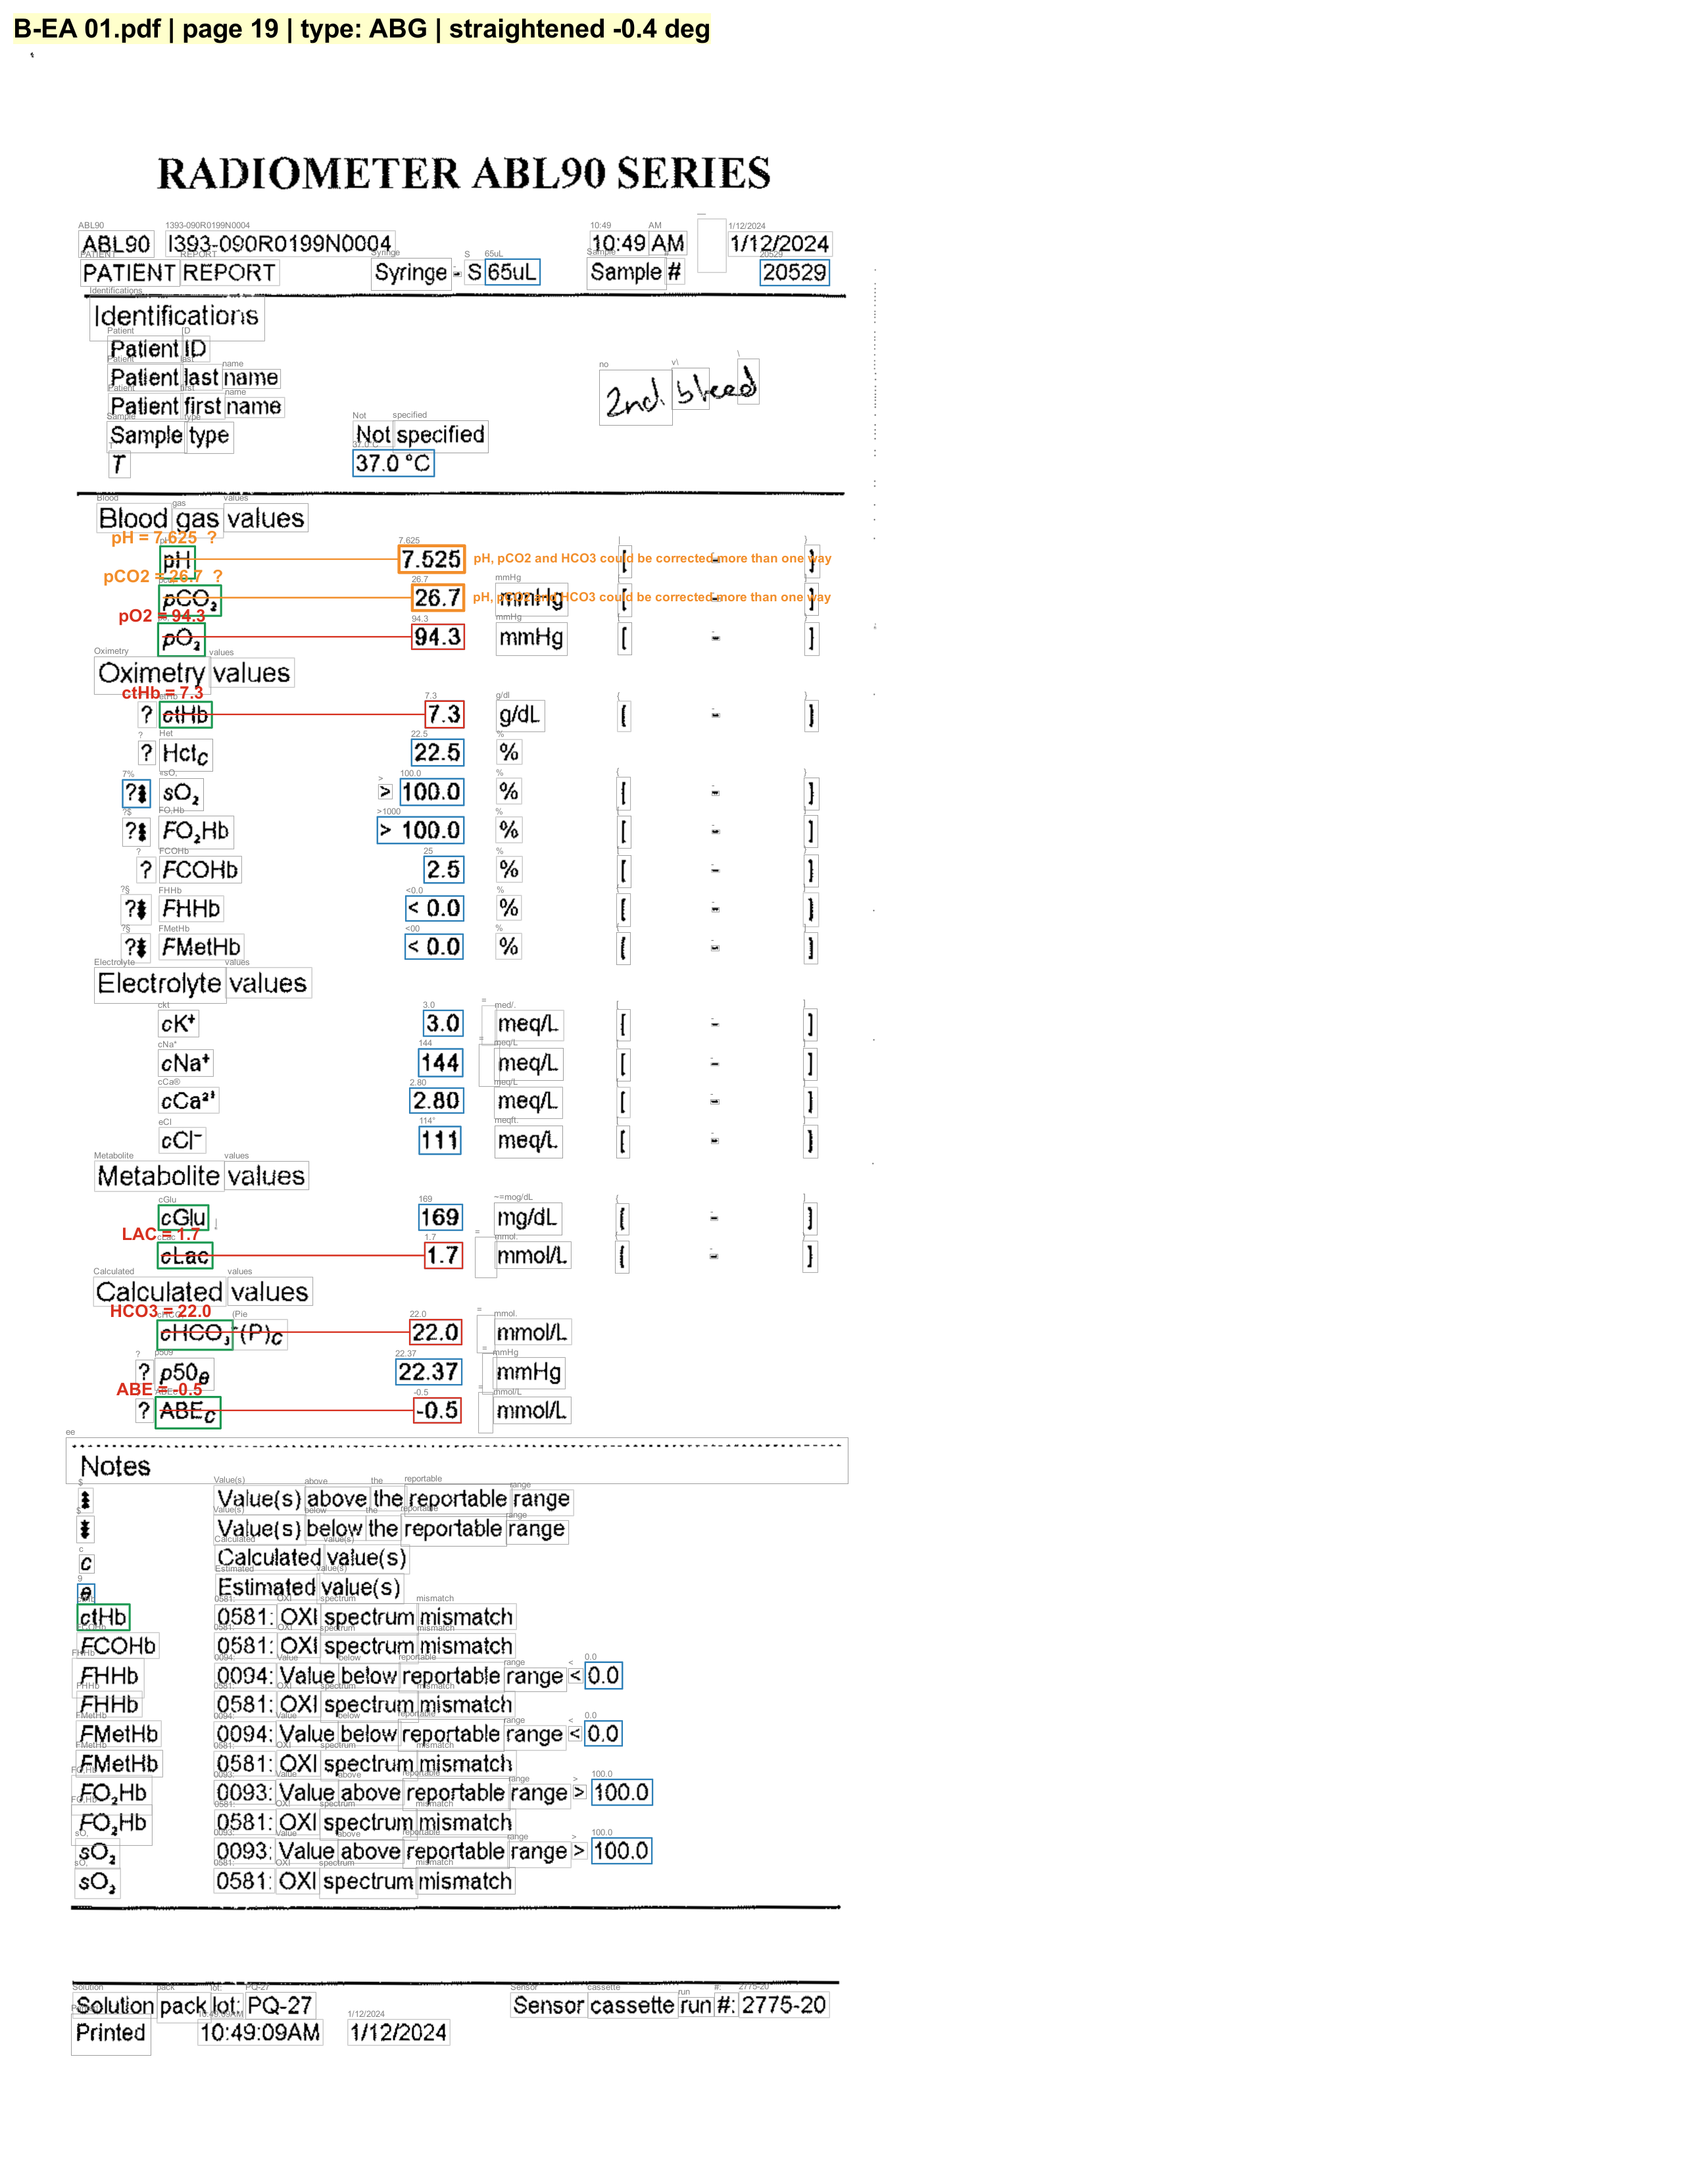 B-EA 01.pdf | page 19 | type: ABG | straightened -0.4 deg
RADIOMETER ABL90 SERIES
ABL90 I393-090R0199N0004 10:49 AM 1/12/2024
PATIENT REPORT Syringe - S 65uL Sample # 20529
Identifications
Patient ID
Patient last name
Patient first name
2nd bleed
Sample type Not specified
T 37.0 °C
Blood gas values
pH = 7.625 ?
pH 7.525 pH, pCO2 and HCO3 could be corrected more than one way [ - ]
pCO2 = 26.7 ?
pCO₂ 26.7 mmHg pH, pCO2 and HCO3 could be corrected more than one way [ - ]
pO2 = 94.3
pO₂ 94.3 mmHg [ - ]
Oximetry values
ctHb = 7.3
? ctHb 7.3 g/dL [ - ]
? Hctc 22.5 %
?↕ sO₂ > 100.0 % [ - ]
?↕ FO₂Hb > 100.0 % [ - ]
? FCOHb 2.5 % [ - ]
?↕ FHHb < 0.0 % [ - ]
?↕ FMetHb < 0.0 % [ - ]
Electrolyte values
cK⁺ 3.0 meq/L [ - ]
cNa⁺ 144 meq/L [ - ]
cCa²⁺ 2.80 meq/L [ - ]
cCl⁻ 111 meq/L [ - ]
Metabolite values
cGlu 169 mg/dL [ - ]
LAC = 1.7
cLac 1.7 mmol/L [ - ]
Calculated values
HCO3 = 22.0
cHCO₃⁻(P)c 22.0 mmol/L
? p50e 22.37 mmHg
ABE = -0.5
? ABEc -0.5 mmol/L
Notes
Value(s) above the reportable range
Value(s) below the reportable range
c Calculated value(s)
e Estimated value(s)
ctHb 0581: OXI spectrum mismatch
FCOHb 0581: OXI spectrum mismatch
FHHb 0094: Value below reportable range < 0.0
FHHb 0581: OXI spectrum mismatch
FMetHb 0094: Value below reportable range < 0.0
FMetHb 0581: OXI spectrum mismatch
FO₂Hb 0093: Value above reportable range > 100.0
FO₂Hb 0581: OXI spectrum mismatch
sO₂ 0093: Value above reportable range > 100.0
sO₂ 0581: OXI spectrum mismatch
Solution pack lot: PQ-27 Sensor cassette run #: 2775-20
Printed 10:49:09AM 1/12/2024